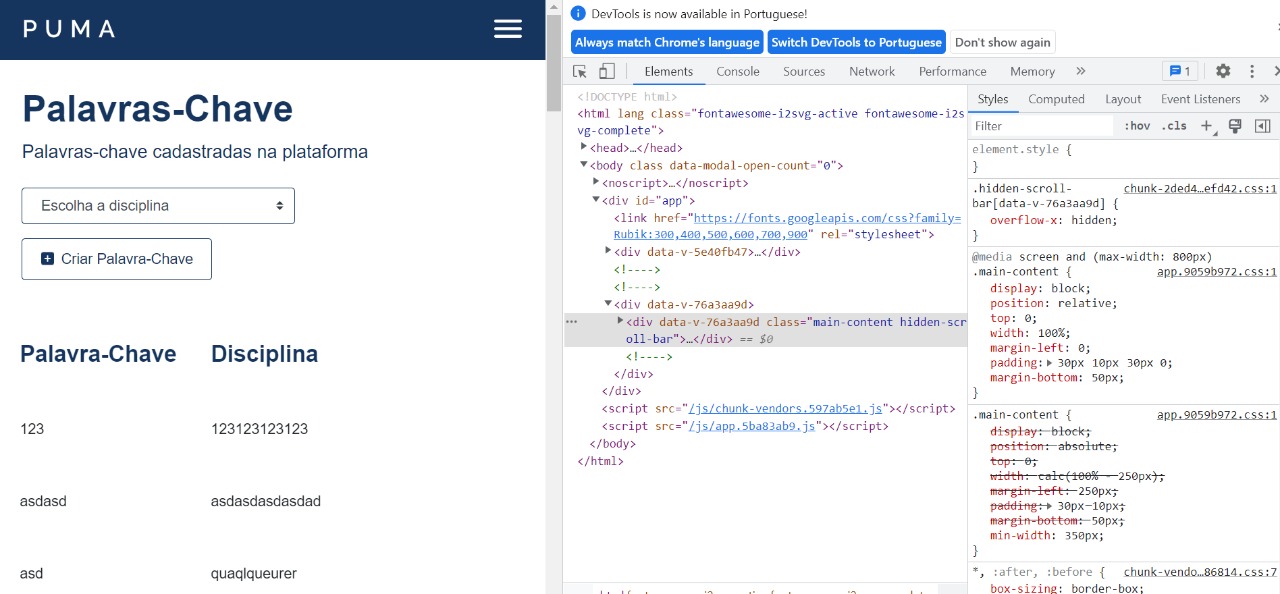 PUMA
Palavras-Chave
Palavras-chave cadastradas na plataforma
Escolha a disciplina
Criar Palavra-Chave
Palavra-Chave Disciplina
123 123123123123
asdasd asdasdasdasdad
asd quaqlqueurer
DevTools is now available in Portuguese!
Always match Chrome's language Switch DevTools to Portuguese Don't show again
Elements Console Sources Network Performance Memory » 1
<!DOCTYPE html>
<html lang class="fontawesome-i2svg-active fontawesome-i2s
vg-complete">
<head>…</head>
<body class data-modal-open-count="0">
<noscript>…</noscript>
<div id="app">
<link href="https://fonts.googleapis.com/css?family=
Rubik:300,400,500,600,700,900" rel="stylesheet">
<div data-v-5e40fb47>…</div>
<!---->
<!---->
<div data-v-76a3aa9d>
<div data-v-76a3aa9d class="main-content hidden-scr
oll-bar">…</div> == $0
<!---->
</div>
</div>
<script src="/js/chunk-vendors.597ab5e1.js"></script>
<script src="/js/app.5ba83ab9.js"></script>
</body>
</html>
Styles Computed Layout Event Listeners »
Filter :hov .cls +
element.style {
}
.hidden-scroll- chunk-2ded4…efd42.css:1
bar[data-v-76a3aa9d] {
overflow-x: hidden;
}
@media screen and (max-width: 800px)
.main-content { app.9059b972.css:1
display: block;
position: relative;
top: 0;
width: 100%;
margin-left: 0;
padding: 30px 10px 30px 0;
margin-bottom: 50px;
}
.main-content { app.9059b972.css:1
display: block;
position: absolute;
top: 0;
width: calc(100% - 250px);
margin-left: 250px;
padding: 30px 10px;
margin-bottom: 50px;
min-width: 350px;
}
*, :after, :before { chunk-vendo…86814.css:7
box-sizing: border-box;